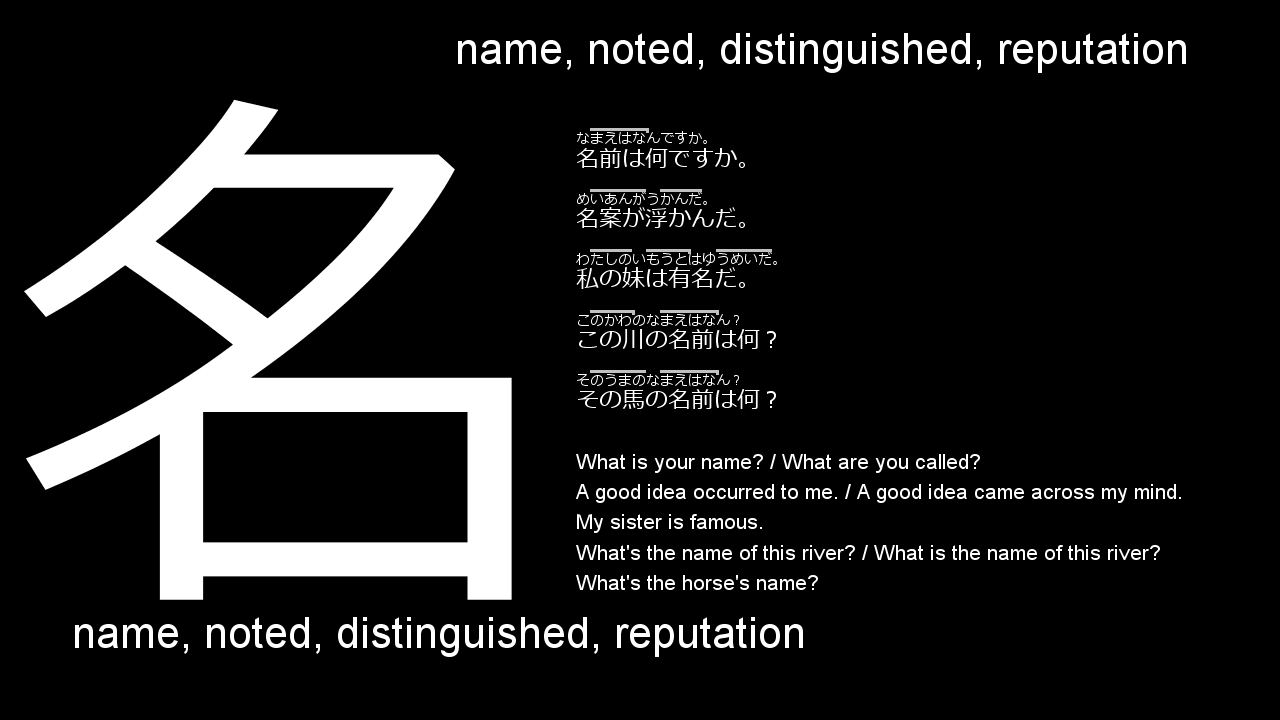 name, noted, distinguished, reputation
名
なまえはなんですか。
名前は何ですか。
めいあんがうかんだ。
名案が浮かんだ。
わたしのいもうとはゆうめいだ。
私の妹は有名だ。
このかわのなまえはなん？
この川の名前は何？
そのうまのなまえはなん？
その馬の名前は何？
What is your name? / What are you called?
A good idea occurred to me. / A good idea came across my mind.
My sister is famous.
What's the name of this river? / What is the name of this river?
What's the horse's name?
name, noted, distinguished, reputation